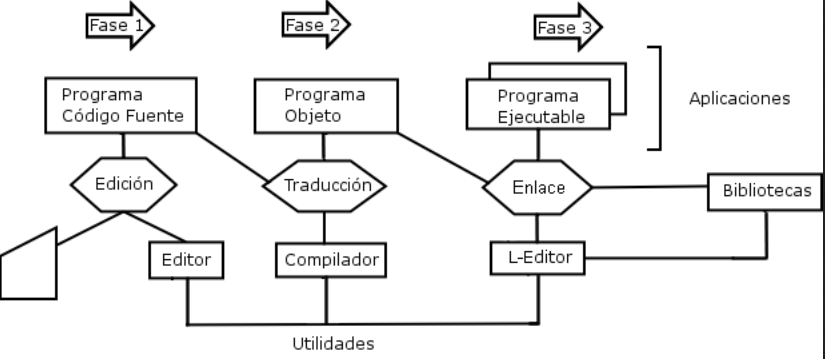 Fase 1
Fase 2
Fase 3
Programa
Código Fuente
Programa
Objeto
Programa
Ejecutable
Aplicaciones
Edición
Traducción
Enlace
Bibliotecas
Editor
Compilador
L-Editor
Utilidades